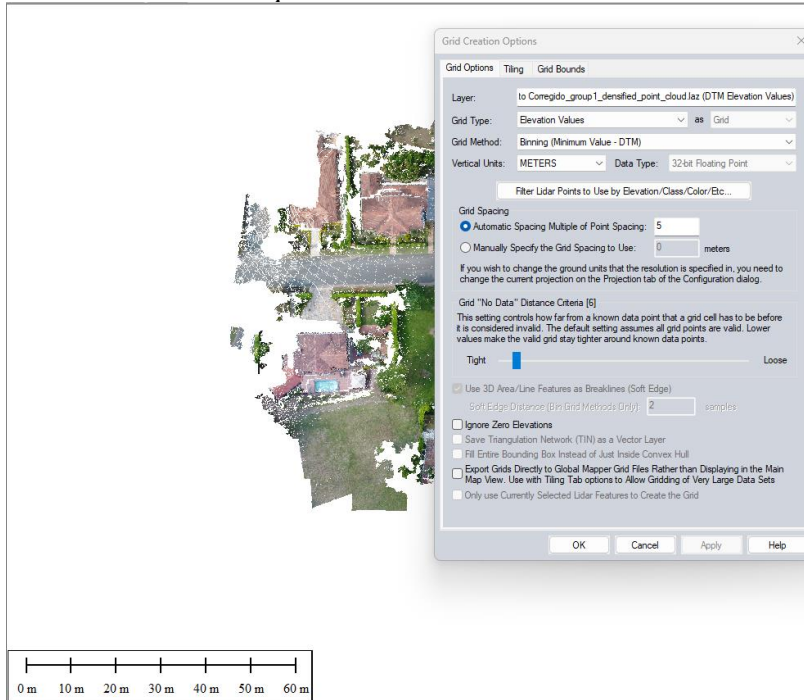 Grid Creation Options
Grid Options Tiling Grid Bounds
Layer: to Corregido_group1_densified_point_cloud.laz (DTM Elevation Values)
Grid Type: Elevation Values as Grid
Grid Method: Binning (Minimum Value - DTM)
Vertical Units: METERS Data Type: 32-bit Floating Point
Filter Lidar Points to Use by Elevation/Class/Color/Etc...
Grid Spacing
Automatic Spacing Multiple of Point Spacing: 5
Manually Specify the Grid Spacing to Use: 0 meters
If you wish to change the ground units that the resolution is specified in, you need to
change the current projection on the Projection tab of the Configuration dialog.
Grid "No Data" Distance Criteria [6]
This setting controls how far from a known data point that a grid cell has to be before
it is considered invalid. The default setting assumes all grid points are valid. Lower
values make the valid grid stay tighter around known data points.
Tight Loose
Use 3D Area/Line Features as Breaklines (Soft Edge)
Soft Edge Distance (Bin Grid Methods Only) 2 samples
Ignore Zero Elevations
Save Triangulation Network (TIN) as a Vector Layer
Fill Entire Bounding Box Instead of Just Inside Convex Hull
Export Grids Directly to Global Mapper Grid Files Rather than Displaying in the Main
Map View. Use with Tiling Tab options to Allow Gridding of Very Large Data Sets
Only use Currently Selected Lidar Features to Create the Grid
OK Cancel Apply Help
0 m 10 m 20 m 30 m 40 m 50 m 60 m